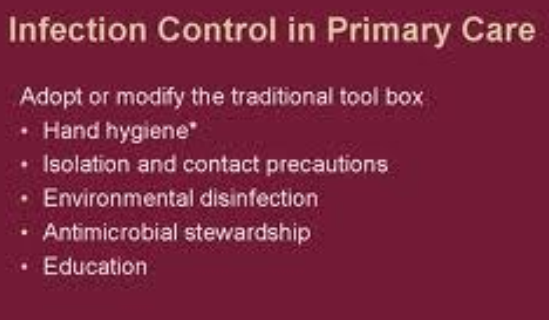 Infection Control in Primary Care
Adopt or modify the traditional tool box
• Hand hygiene*
• Isolation and contact precautions
• Environmental disinfection
• Antimicrobial stewardship
• Education